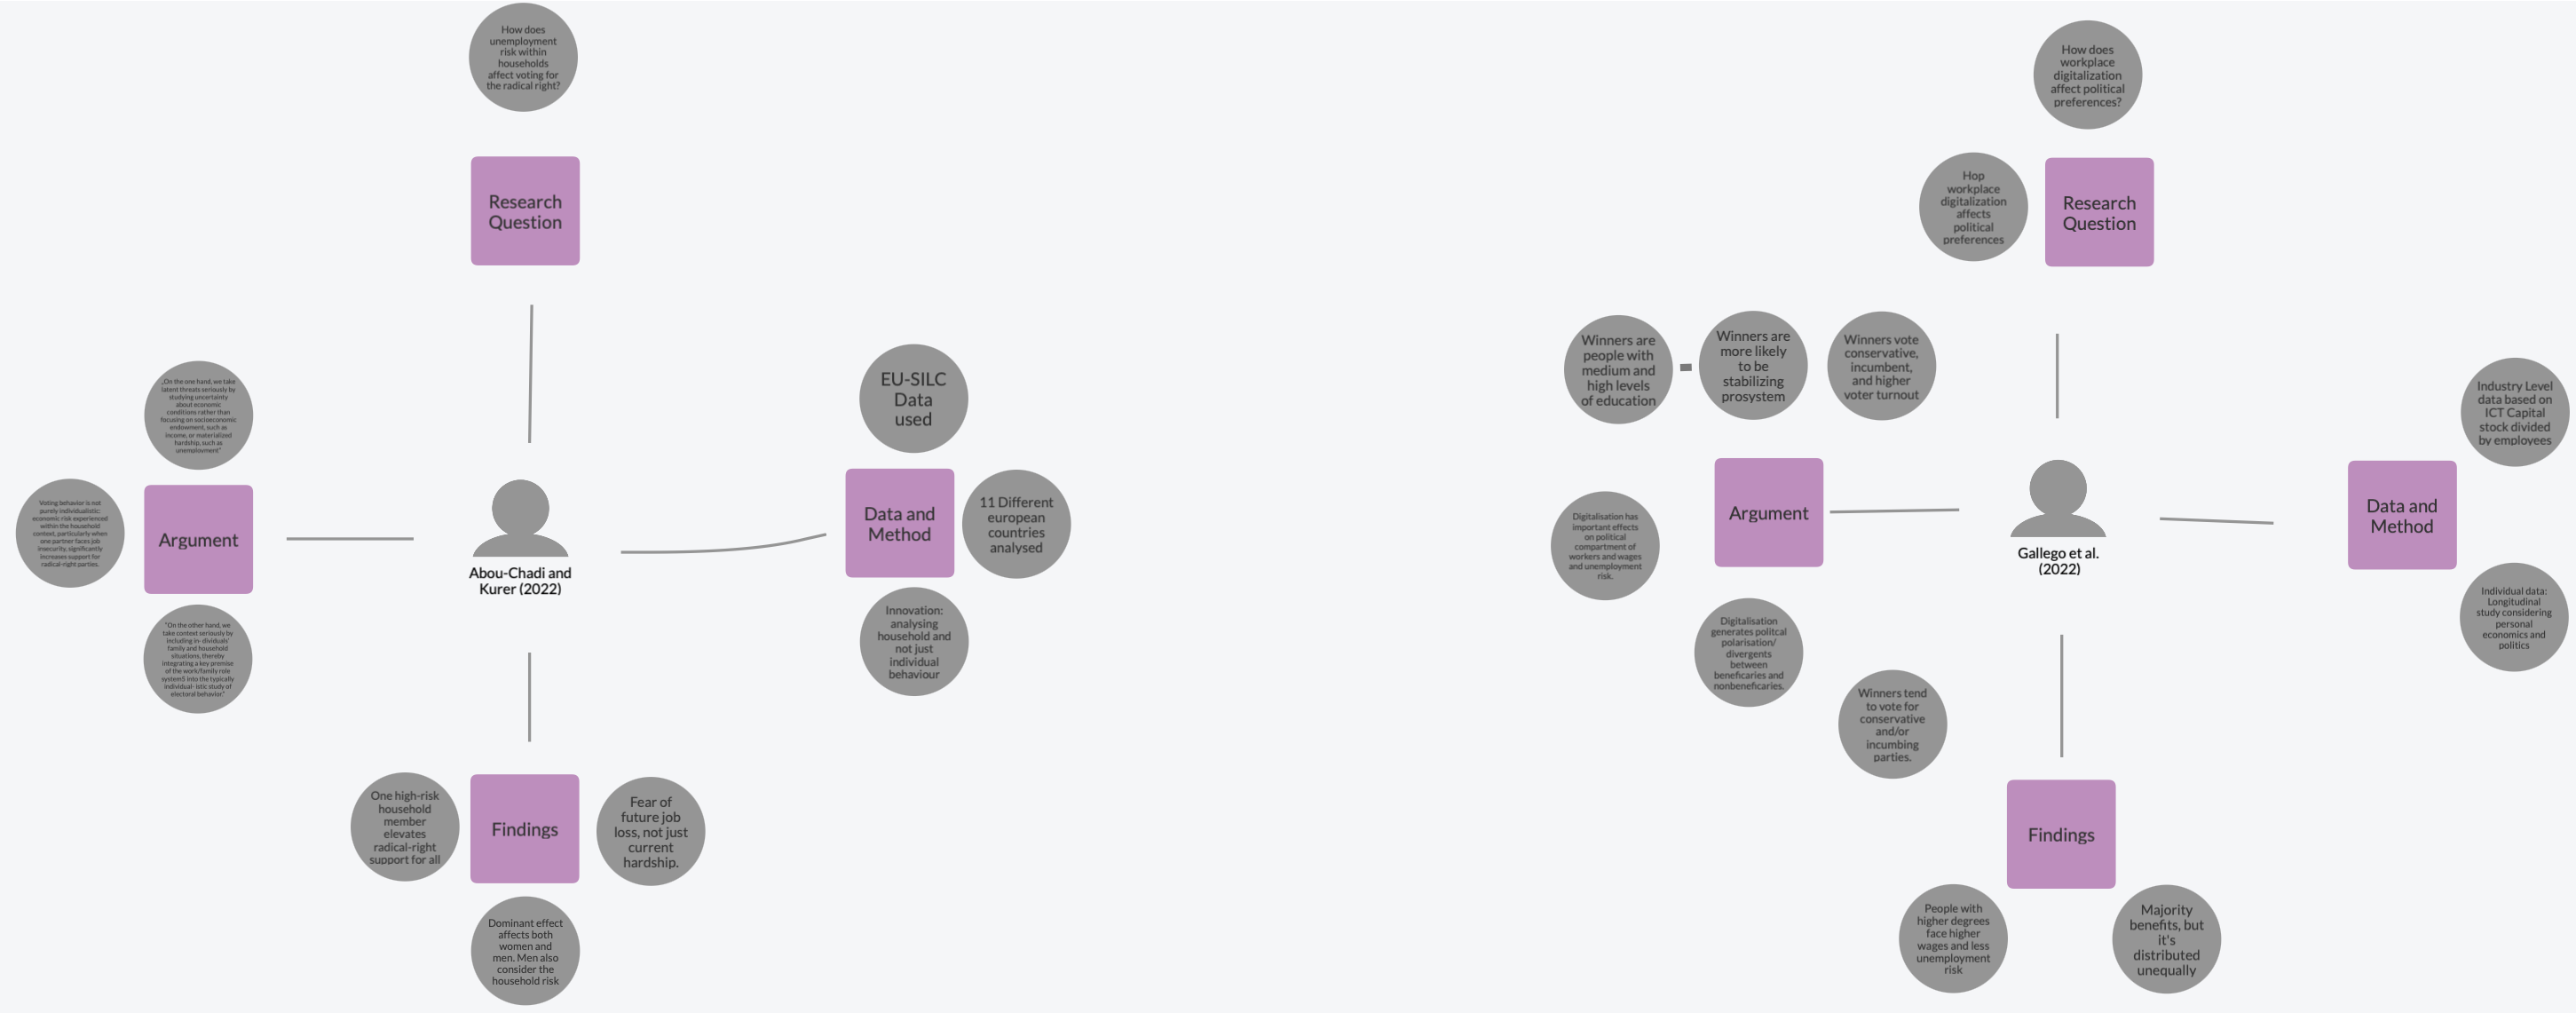 How does
unemployment
risk within
households
affect voting for
the radical right?
Research
Question
„On the one hand, we take
latent threats seriously by
studying uncertainty
about economic
conditions rather than
focusing on socioeconomic
endowment, such as
income, or materialized
hardship, such as
unemployment"
Voting behavior is not
purely individualistic:
economic risk experienced
within the household
context, particularly when
one partner faces job
insecurity, significantly
increases support for
radical-right parties.
Argument
"On the other hand, we
take context seriously by
including in- dividuals'
family and household
situations, thereby
integrating a key premise
of the work/family role
system5 into the typically
individual- istic study of
electoral behavior."
Abou-Chadi and
Kurer (2022)
EU-SILC
Data
used
Data and
Method
11 Different
european
countries
analysed
Innovation:
analysing
household and
not just
individual
behaviour
One high-risk
household
member
elevates
radical-right
support for all
Findings
Fear of
future job
loss, not just
current
hardship.
Dominant effect
affects both
women and
men. Men also
consider the
household risk
How does
workplace
digitalization
affect political
preferences?
Hop
workplace
digitalization
affects
political
preferences
Research
Question
Winners are
people with
medium and
high levels
of education
Winners are
more likely
to be
stabilizing
prosystem
Winners vote
conservative,
incumbent,
and higher
voter turnout
Argument
Digitalisation has
important effects
on political
compartment of
workers and wages
and unemployment
risk.
Digitalisation
generates politcal
polarisation/
divergents
between
beneficaries and
nonbeneficaries.
Winners tend
to vote for
conservative
and/or
incumbing
parties.
Gallego et al.
(2022)
Industry Level
data based on
ICT Capital
stock divided
by employees
Data and
Method
Individual data:
Longitudinal
study considering
personal
economics and
politics
Findings
People with
higher degrees
face higher
wages and less
unemployment
risk
Majority
benefits, but
it's
distributed
unequally